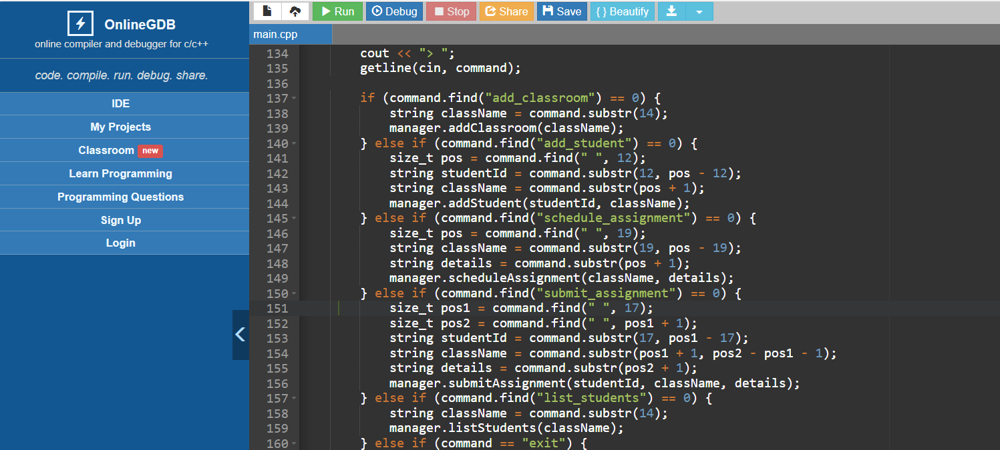 OnlineGDB
online compiler and debugger for c/c++
code. compile. run. debug. share.
IDE
My Projects
Classroom new
Learn Programming
Programming Questions
Sign Up
Login
Run Debug Stop Share Save { } Beautify
main.cpp
134 cout << "> ";
135 getline(cin, command);
136
137 if (command.find("add_classroom") == 0) {
138 string className = command.substr(14);
139 manager.addClassroom(className);
140 } else if (command.find("add_student") == 0) {
141 size_t pos = command.find(" ", 12);
142 string studentId = command.substr(12, pos - 12);
143 string className = command.substr(pos + 1);
144 manager.addStudent(studentId, className);
145 } else if (command.find("schedule_assignment") == 0) {
146 size_t pos = command.find(" ", 19);
147 string className = command.substr(19, pos - 19);
148 string details = command.substr(pos + 1);
149 manager.scheduleAssignment(className, details);
150 } else if (command.find("submit_assignment") == 0) {
151 size_t pos1 = command.find(" ", 17);
152 size_t pos2 = command.find(" ", pos1 + 1);
153 string studentId = command.substr(17, pos1 - 17);
154 string className = command.substr(pos1 + 1, pos2 - pos1 - 1);
155 string details = command.substr(pos2 + 1);
156 manager.submitAssignment(studentId, className, details);
157 } else if (command.find("list_students") == 0) {
158 string className = command.substr(14);
159 manager.listStudents(className);
160 } else if (command == "exit") {